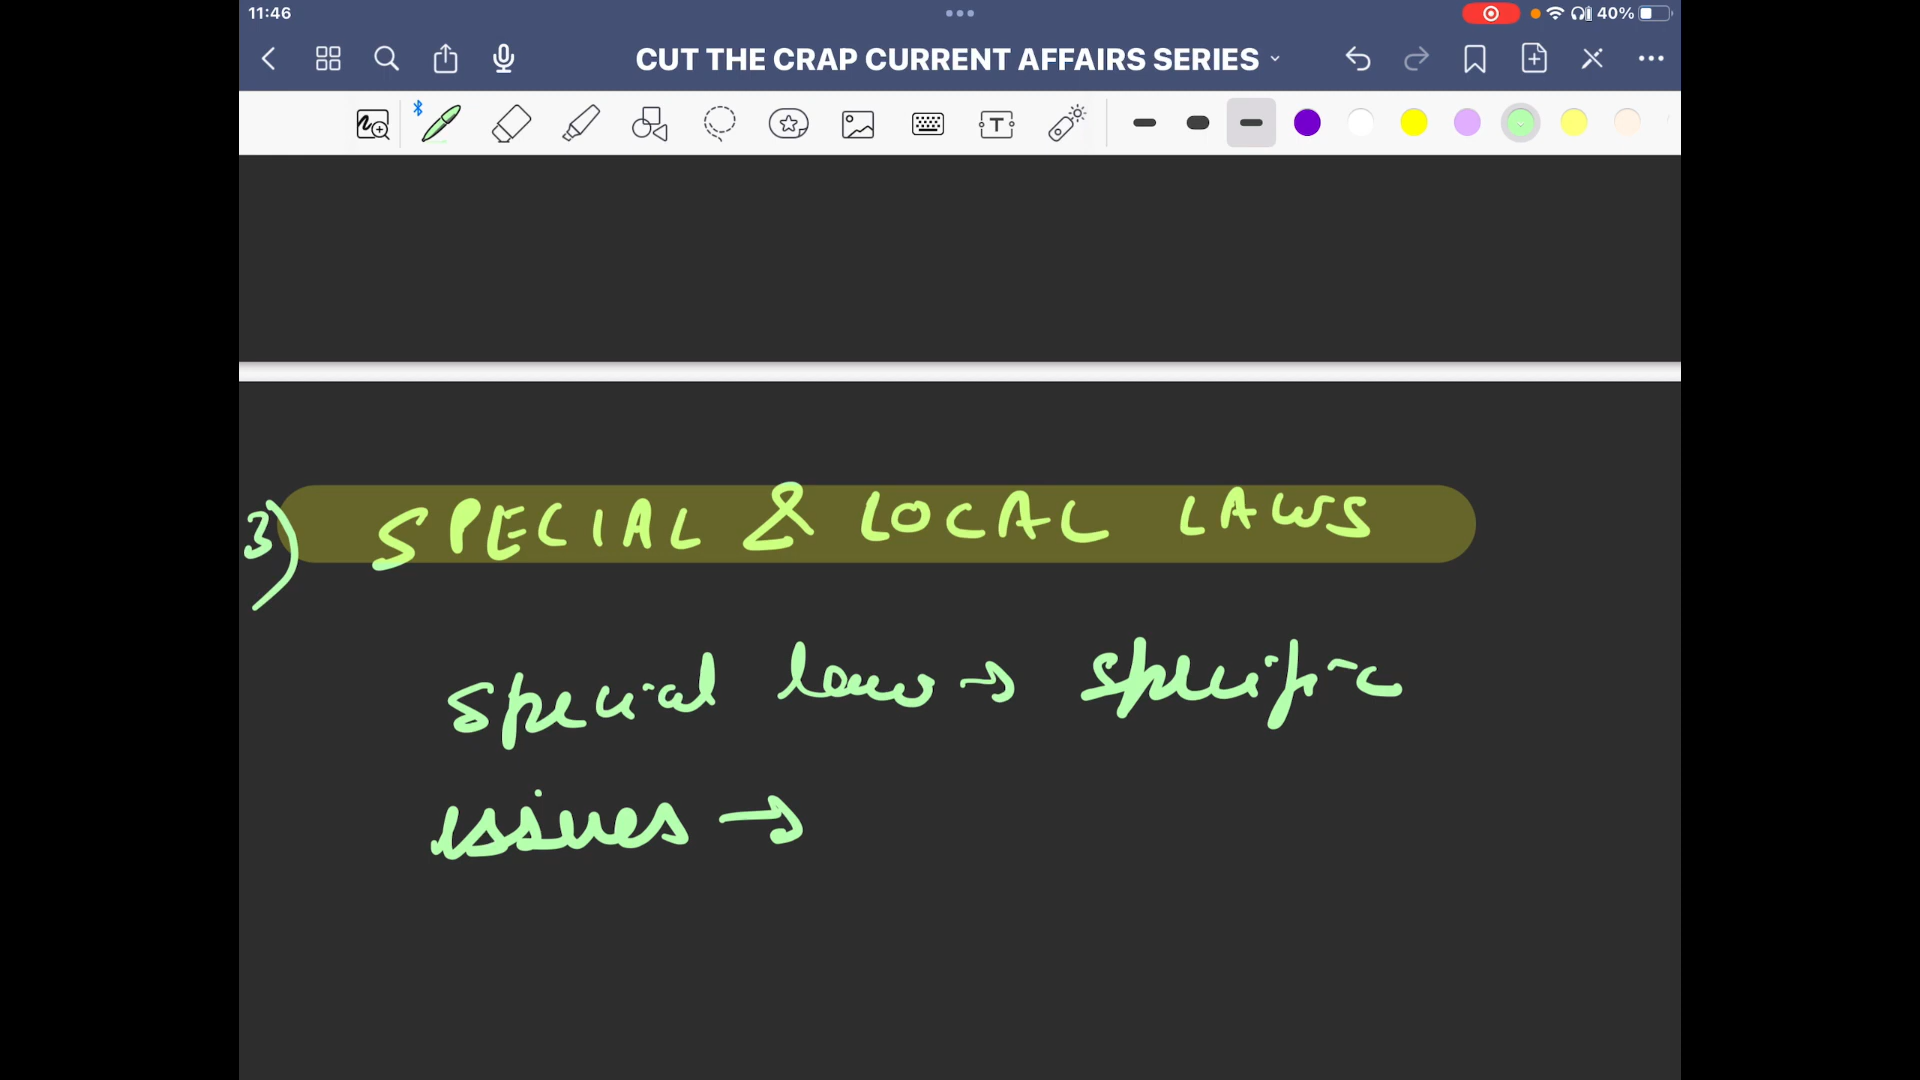 11:46
40%
CUT THE CRAP CURRENT AFFAIRS SERIES
3) SPECIAL & LOCAL LAWS
special laws → specific
issues →